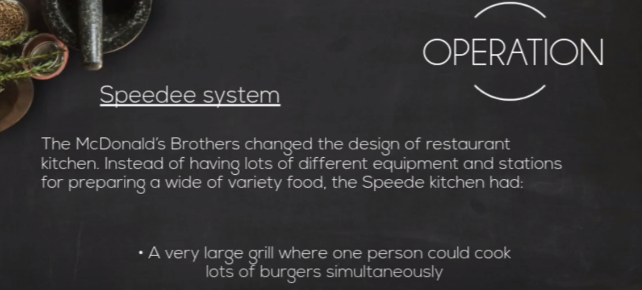 OPERATION
Speedee system
The McDonald's Brothers changed the design of restaurant
kitchen. Instead of having lots of different equipment and stations
for preparing a wide of variety food, the Speede kitchen had:
• A very large grill where one person could cook
lots of burgers simultaneously